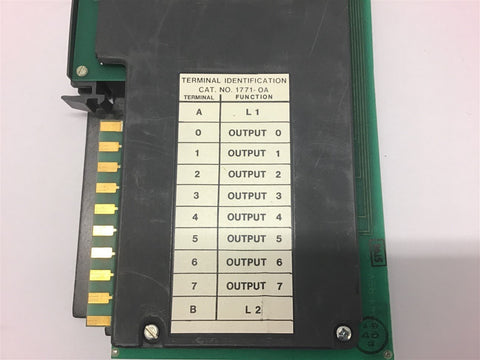 TERMINAL IDENTIFICATION
CAT. NO. 1771-OA
TERMINAL FUNCTION
A L1
0 OUTPUT 0
1 OUTPUT 1
2 OUTPUT 2
3 OUTPUT 3
4 OUTPUT 4
5 OUTPUT 5
6 OUTPUT 6
7 OUTPUT 7
B L2